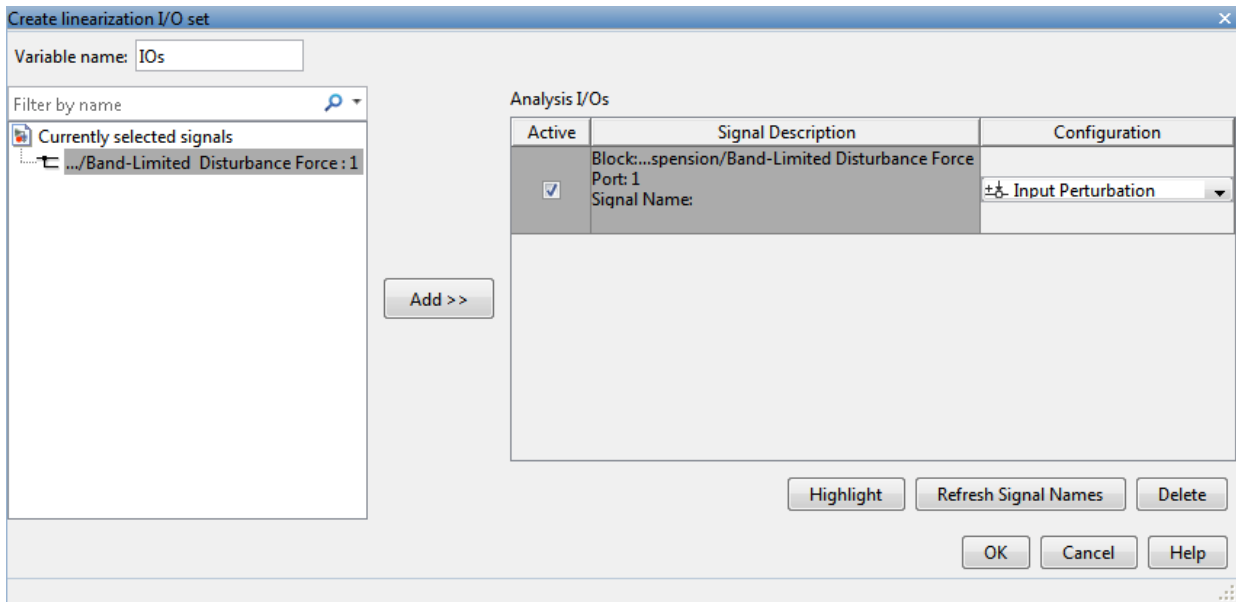 Create linearization I/O set
Variable name: IOs
Filter by name
Currently selected signals
.../Band-Limited Disturbance Force : 1
Add >>
Analysis I/Os
Active Signal Description Configuration
Block:...spension/Band-Limited Disturbance Force
Port: 1
Signal Name:
Input Perturbation
Highlight Refresh Signal Names Delete
OK Cancel Help